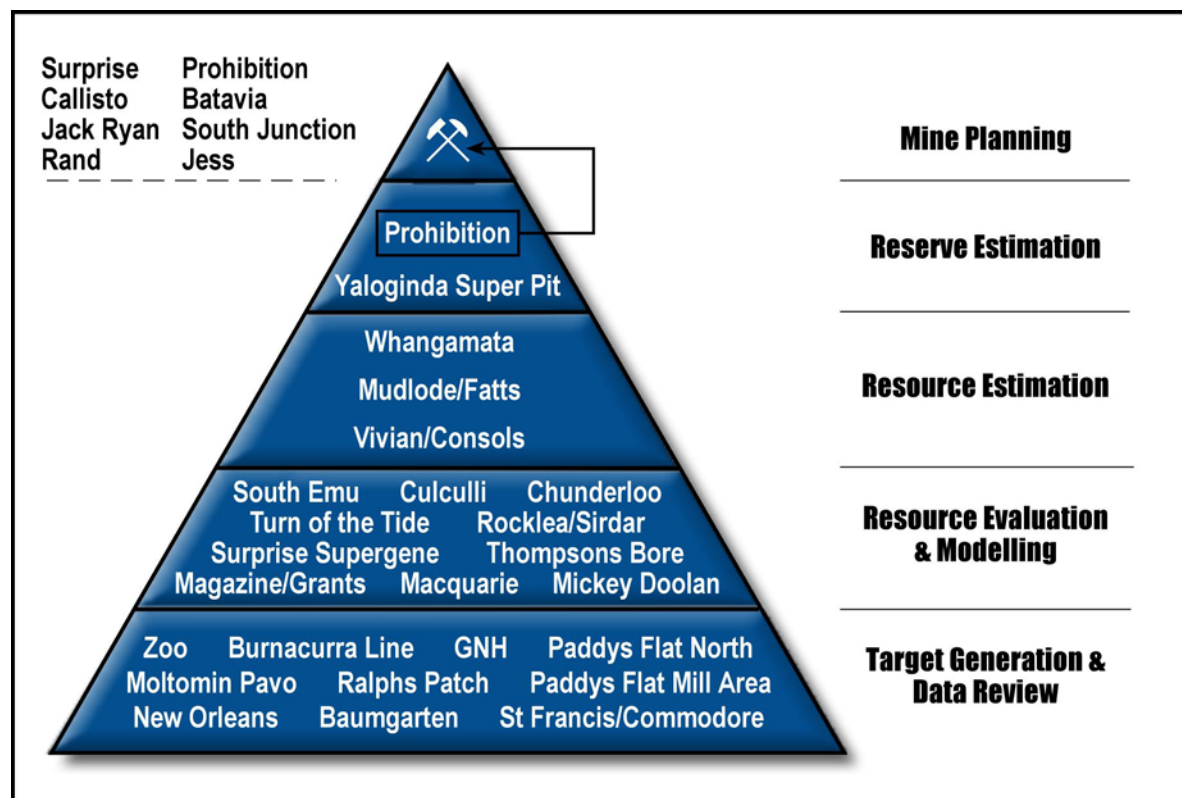 Surprise Prohibition
Callisto Batavia
Jack Ryan South Junction
Rand Jess
Mine Planning
Prohibition
Yaloginda Super Pit
Reserve Estimation
Whangamata
Mudlode/Fatts
Vivian/Consols
Resource Estimation
South Emu Culculli Chunderloo
Turn of the Tide Rocklea/Sirdar
Surprise Supergene Thompsons Bore
Magazine/Grants Macquarie Mickey Doolan
Resource Evaluation
& Modelling
Zoo Burnacurra Line GNH Paddys Flat North
Moltomin Pavo Ralphs Patch Paddys Flat Mill Area
New Orleans Baumgarten St Francis/Commodore
Target Generation &
Data Review